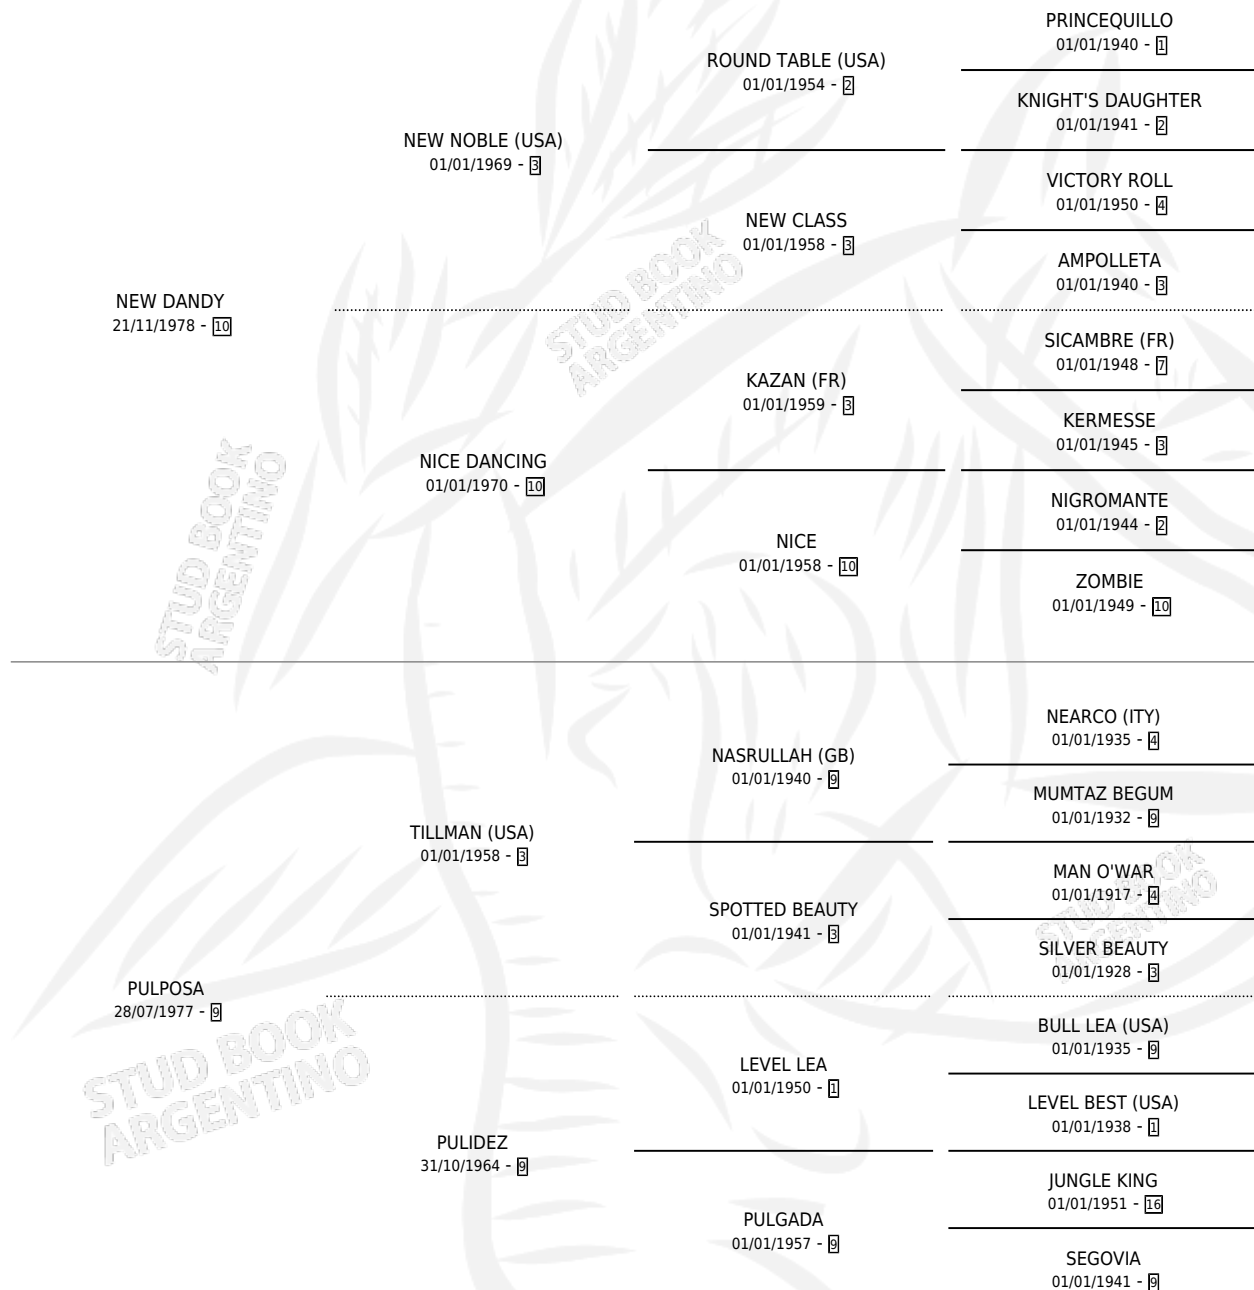 PRINCEQUILLO
01/01/1940 - 1
ROUND TABLE (USA)
01/01/1954 - 2
KNIGHT'S DAUGHTER
01/01/1941 - 2
NEW NOBLE (USA)
01/01/1969 - 3
VICTORY ROLL
01/01/1950 - 4
NEW CLASS
01/01/1958 - 3
AMPOLLETA
01/01/1940 - 3
NEW DANDY
21/11/1978 - 10
SICAMBRE (FR)
01/01/1948 - 7
KAZAN (FR)
01/01/1959 - 3
KERMESSE
01/01/1945 - 3
NICE DANCING
01/01/1970 - 10
NIGROMANTE
01/01/1944 - 2
NICE
01/01/1958 - 10
ZOMBIE
01/01/1949 - 10
NEARCO (ITY)
01/01/1935 - 4
NASRULLAH (GB)
01/01/1940 - 9
MUMTAZ BEGUM
01/01/1932 - 9
TILLMAN (USA)
01/01/1958 - 3
MAN O'WAR
01/01/1917 - 4
SPOTTED BEAUTY
01/01/1941 - 3
SILVER BEAUTY
01/01/1928 - 3
PULPOSA
28/07/1977 - 9
BULL LEA (USA)
01/01/1935 - 9
LEVEL LEA
01/01/1950 - 1
LEVEL BEST (USA)
01/01/1938 - 1
PULIDEZ
31/10/1964 - 9
JUNGLE KING
01/01/1951 - 16
PULGADA
01/01/1957 - 9
SEGOVIA
01/01/1941 - 9
STUD BOOK
ARGENTINO
STUD BOOK
ARGENTINO
STUD BOOK
ARGENTINO
STUD BOOK
ARGENTINO